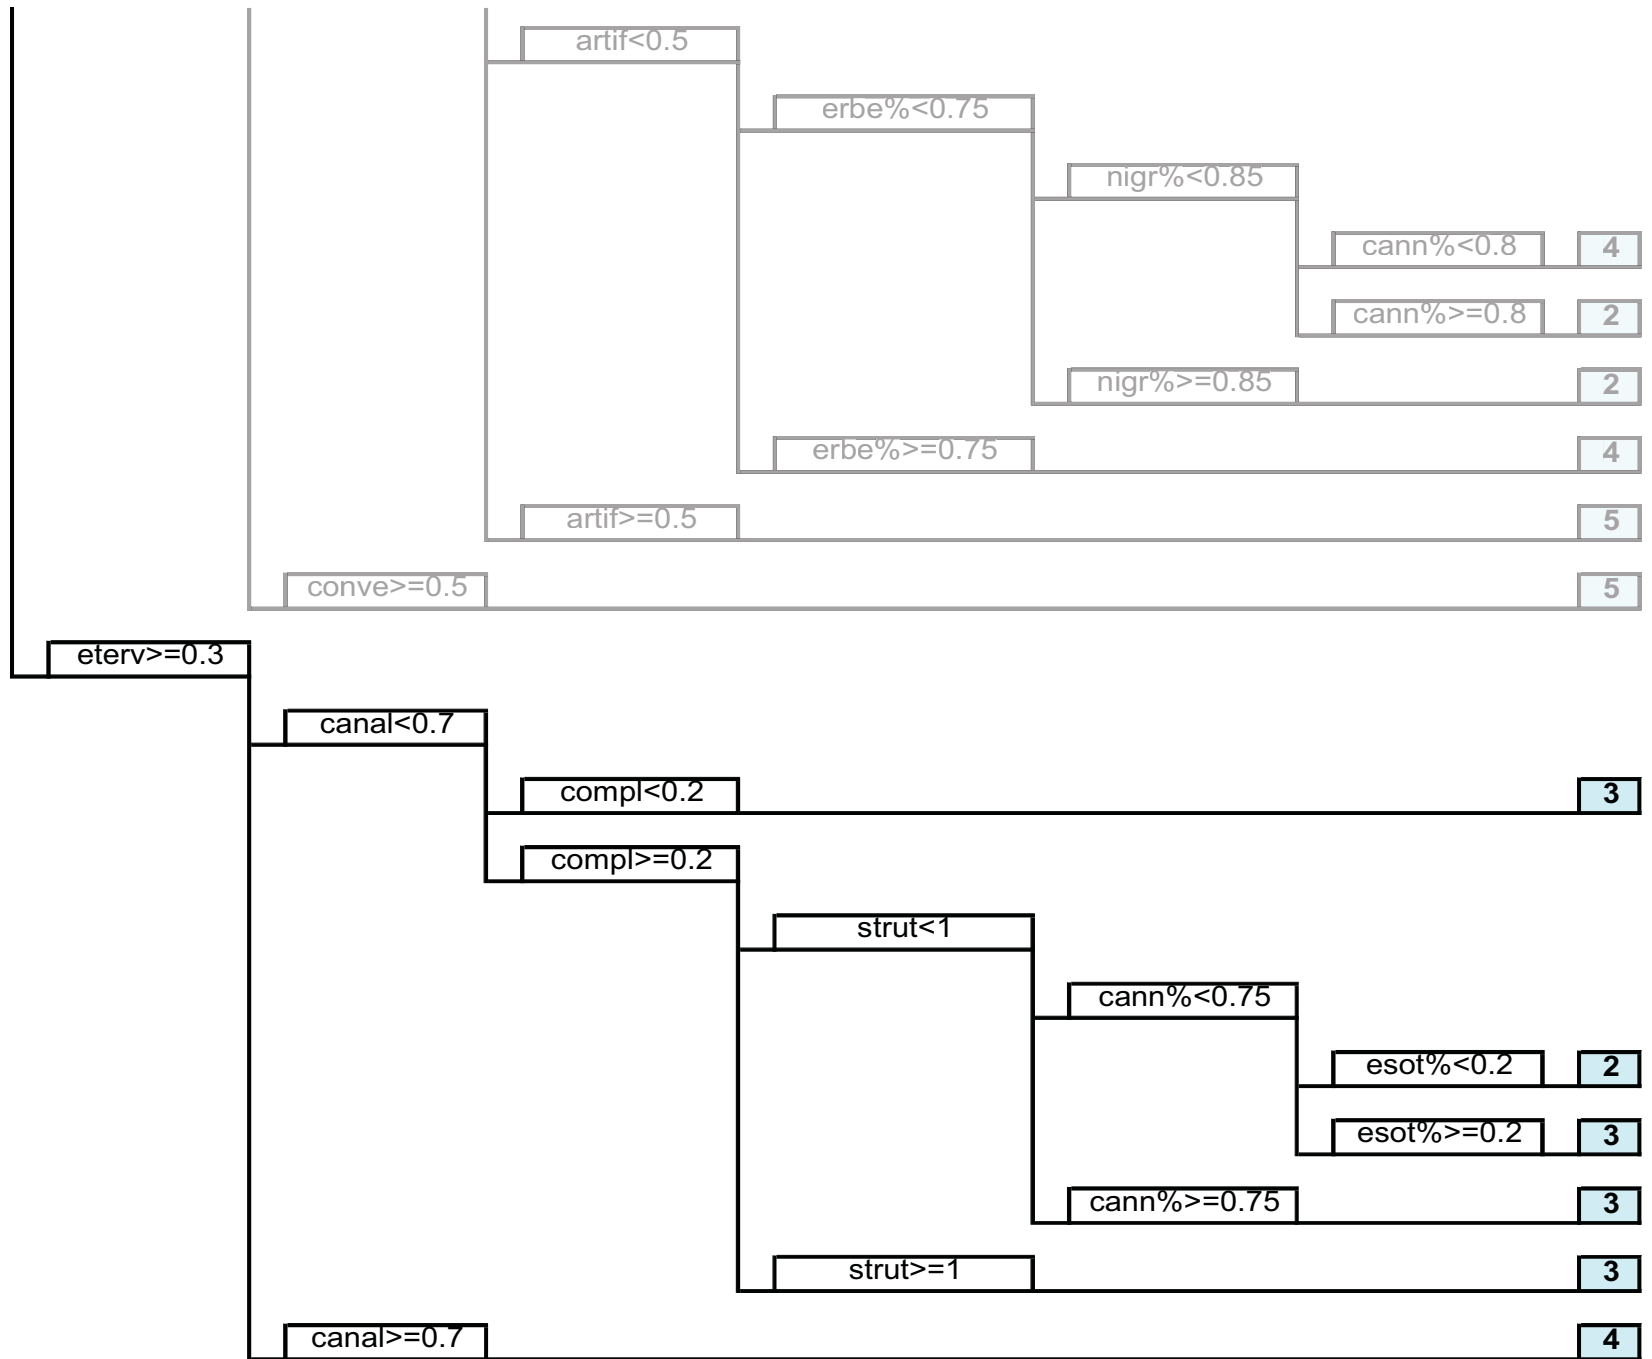 artif<0.5
erbe%<0.75
nigr%<0.85
cann%<0.8 4
cann%>=0.8 2
nigr%>=0.85 2
erbe%>=0.75 4
artif>=0.5 5
conve>=0.5 5
eterv>=0.3
canal<0.7
compl<0.2 3
compl>=0.2
strut<1
cann%<0.75
esot%<0.2 2
esot%>=0.2 3
cann%>=0.75 3
strut>=1 3
canal>=0.7 4